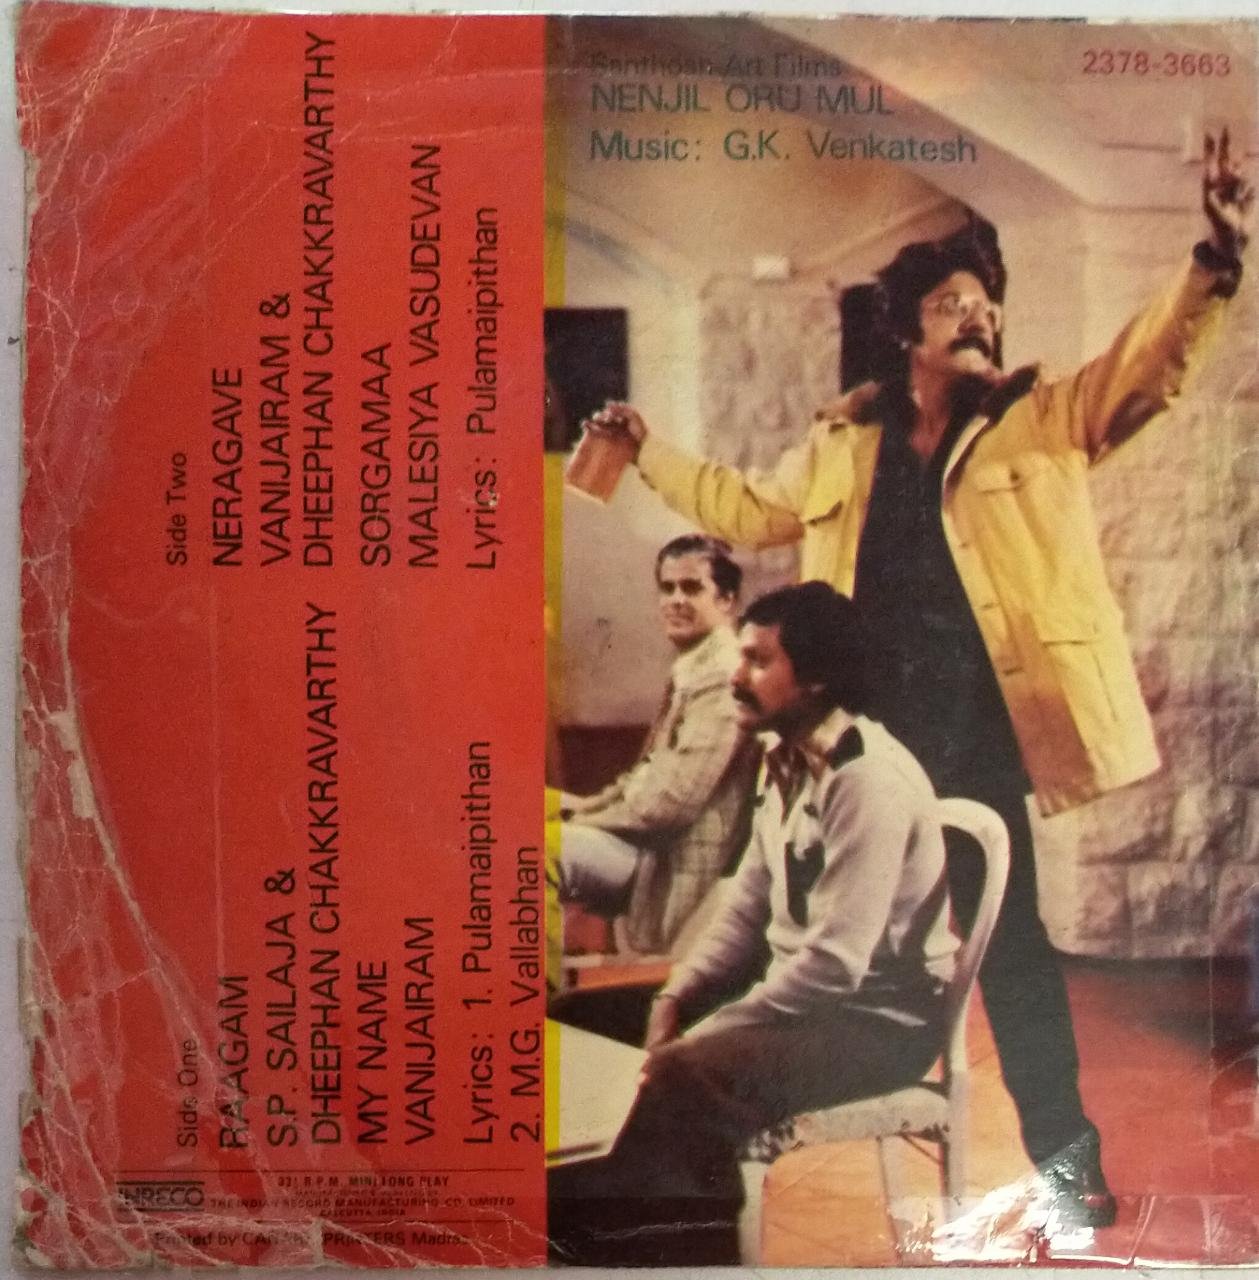 Santhosh Art Films
NENJIL ORU MUL
Music: G.K. Venkatesh
2378-3663
Side One
RAAGAM
S.P. SAILAJA &
DHEEPHAN CHAKKRAVARTHY
MY NAME
VANIJAIRAM
Lyrics: 1. Pulamaipithan
2. M.G. Vallabhan
Side Two
NERAGAVE
VANIJAIRAM &
DHEEPHAN CHAKKRAVARTHY
SORGAMAA
MALESIYA VASUDEVAN
Lyrics: Pulamaipithan
INRECO
R.P.M. MINI LONG PLAY
THE INDIAN RECORD MANUFACTURING CO. LIMITED
CALCUTTA, INDIA
Printed by PRINTERS Madras